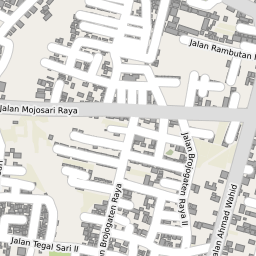 Jalan Rambutan
Jalan Mojosari Raya
Jalan Brojogaten Raya II
Jalan Brojogaten Raya
Jalan Ahmad Wahid
Jalan Tegal Sari II